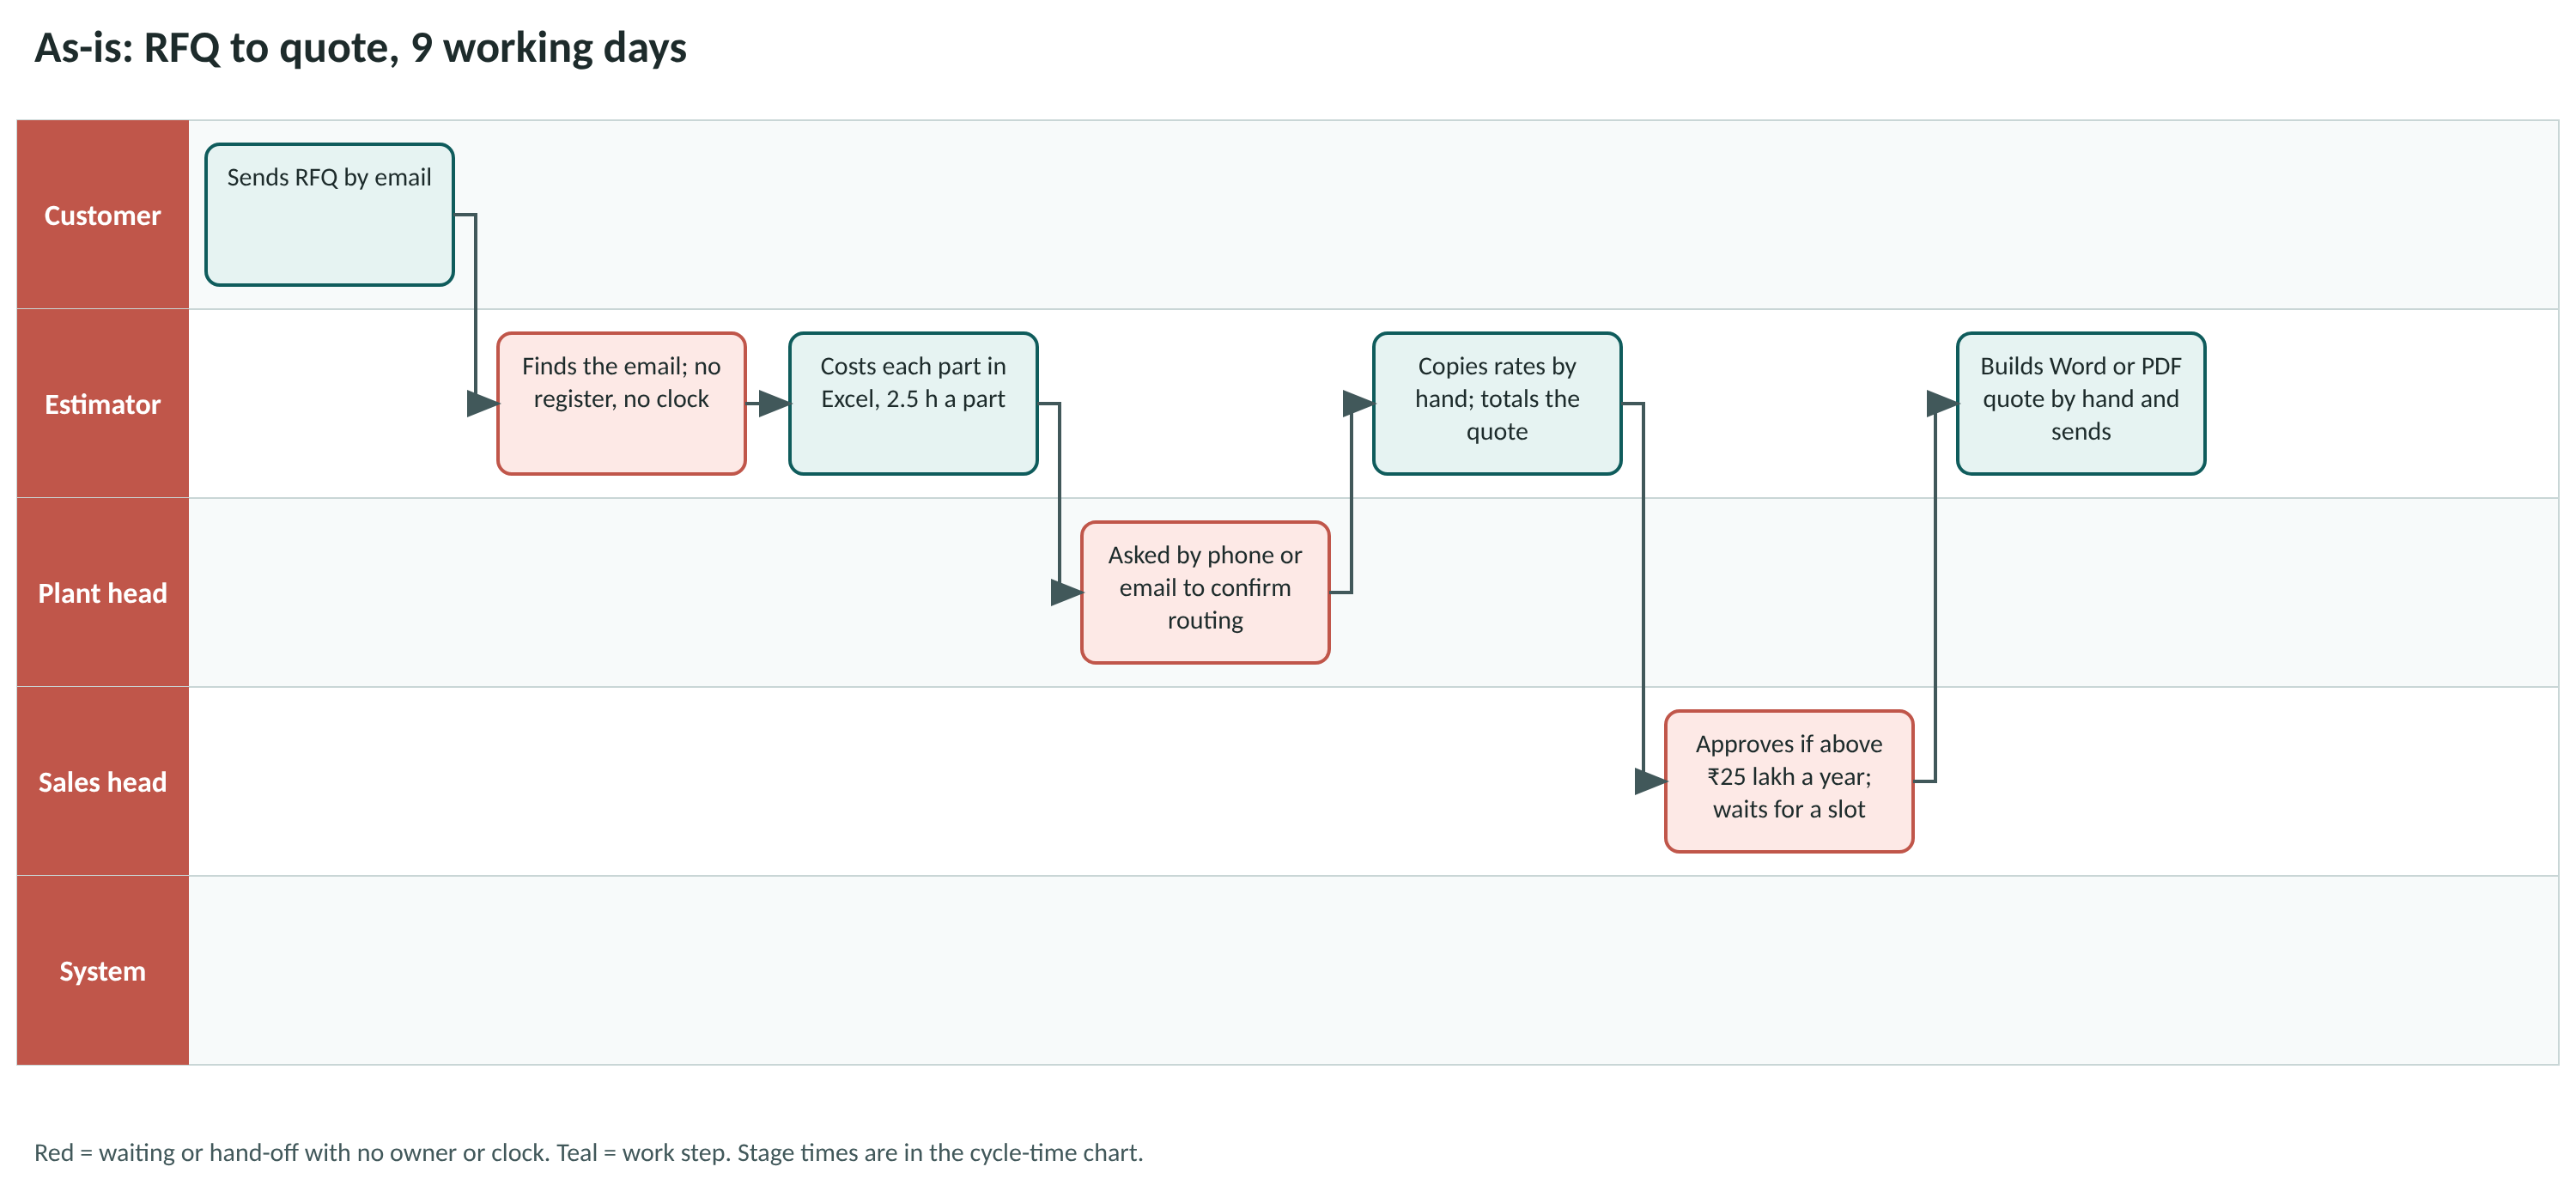 As-is: RFQ to quote, 9 working days
Customer
Sends RFQ by email
Estimator
Finds the email; no
register, no clock
Costs each part in
Excel, 2.5 h a part
Copies rates by
hand; totals the
quote
Builds Word or PDF
quote by hand and
sends
Plant head
Asked by phone or
email to confirm
routing
Sales head
Approves if above
₹25 lakh a year;
waits for a slot
System
Red = waiting or hand-off with no owner or clock. Teal = work step. Stage times are in the cycle-time chart.